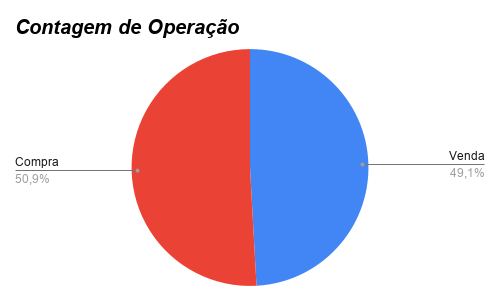 Contagem de Operação
Compra
50,9%
Venda
49,1%